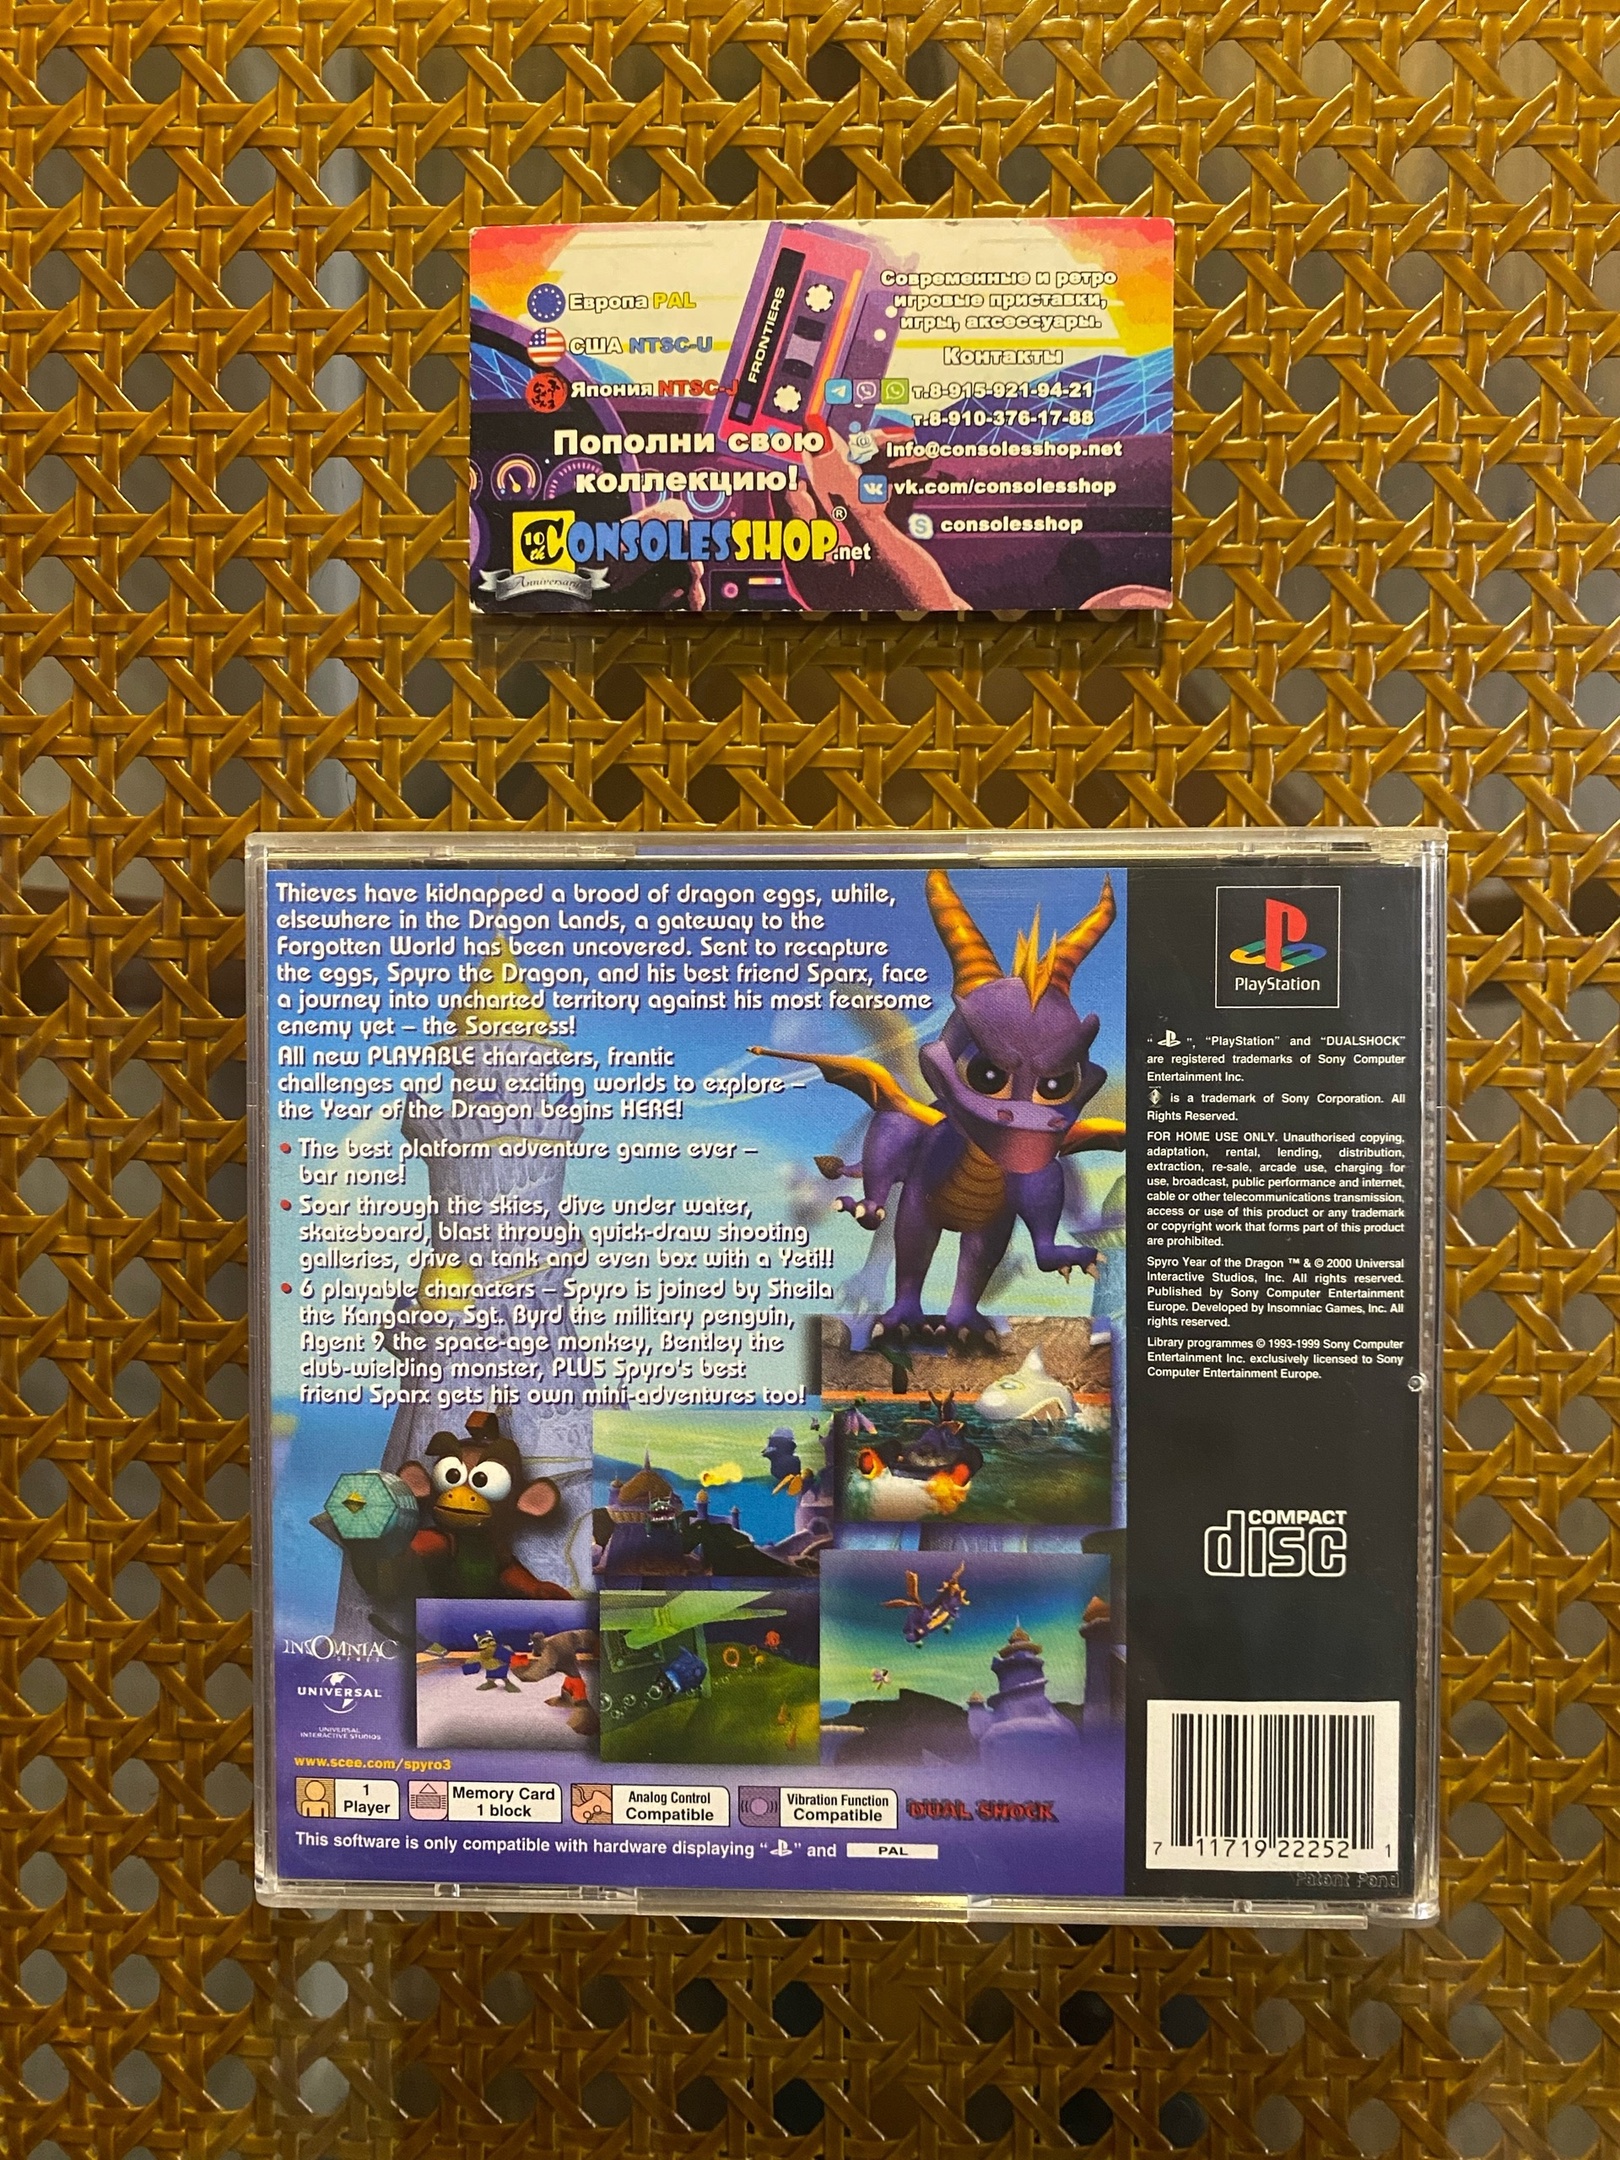 Европа PAL
США NTSC-U
Япония NTSC-J
Пополни свою
коллекцию!
10th
CONSOLESSHOP.net
®
Anniversary
FRONTIERS
Современные и ретро
игровые приставки,
игры, аксессуары.
Контакты
т.8-915-921-94-21
т.8-910-376-17-88
Info@consolesshop.net
vk.com/consolesshop
consolesshop
Thieves have kidnapped a brood of dragon eggs, while,
elsewhere in the Dragon Lands, a gateway to the
Forgotten World has been uncovered. Sent to recapture
the eggs, Spyro the Dragon, and his best friend Sparx, face
a journey into uncharted territory against his most fearsome
enemy yet – the Sorceress!
All new PLAYABLE characters, frantic
challenges and new exciting worlds to explore –
the Year of the Dragon begins HERE!
• The best platform adventure game ever –
bar none!
• Soar through the skies, dive under water,
skateboard, blast through quick-draw shooting
galleries, drive a tank and even box with a Yeti!!
• 6 playable characters – Spyro is joined by Sheila
the Kangaroo, Sgt. Byrd the military penguin,
Agent 9 the space-age monkey, Bentley the
club-wielding monster, PLUS Spyro's best
friend Sparx gets his own mini-adventures too!
INSOMNIAC
GAMES
UNIVERSAL
UNIVERSAL
INTERACTIVE STUDIOS
www.scee.com/spyro3
1
Player
Memory Card
1 block
Analog Control
Compatible
Vibration Function
Compatible
DUAL SHOCK
This software is only compatible with hardware displaying " " and PAL
PlayStation
" ", "PlayStation" and "DUALSHOCK"
are registered trademarks of Sony Computer
Entertainment Inc.
is a trademark of Sony Corporation. All
Rights Reserved.
FOR HOME USE ONLY. Unauthorised copying,
adaptation, rental, lending, distribution,
extraction, re-sale, arcade use, charging for
use, broadcast, public performance and internet,
cable or other telecommunications transmission,
access or use of this product or any trademark
or copyright work that forms part of this product
are prohibited.
Spyro Year of the Dragon ™ & © 2000 Universal
Interactive Studios, Inc. All rights reserved.
Published by Sony Computer Entertainment
Europe. Developed by Insomniac Games, Inc. All
rights reserved.
Library programmes © 1993-1999 Sony Computer
Entertainment Inc. exclusively licensed to Sony
Computer Entertainment Europe.
COMPACT
disc
7 11719 22252 1
Patent Pend